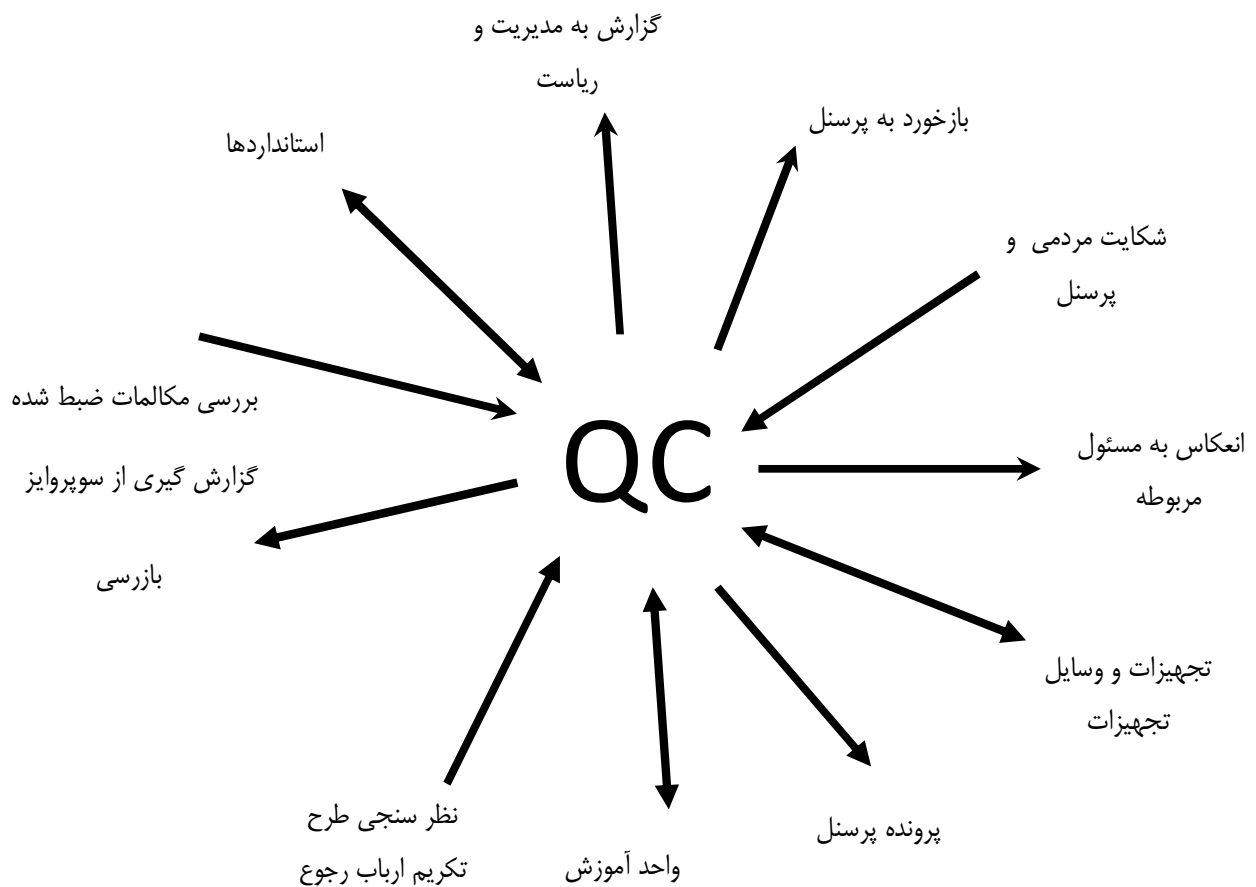 گزارش به مدیریت و
ریاست
بازخورد به پرسنل
استانداردها
شکایت مردمی و
پرسنل
بررسی مکالمات ضبط شده
QC
انعکاس به مسئول
مربوطه
گزارش گیری از سوپروایز
بازرسی
تجهیزات و وسایل
تجهیزات
نظر سنجی طرح
تکریم ارباب رجوع
واحد آموزش
پرونده پرسنل